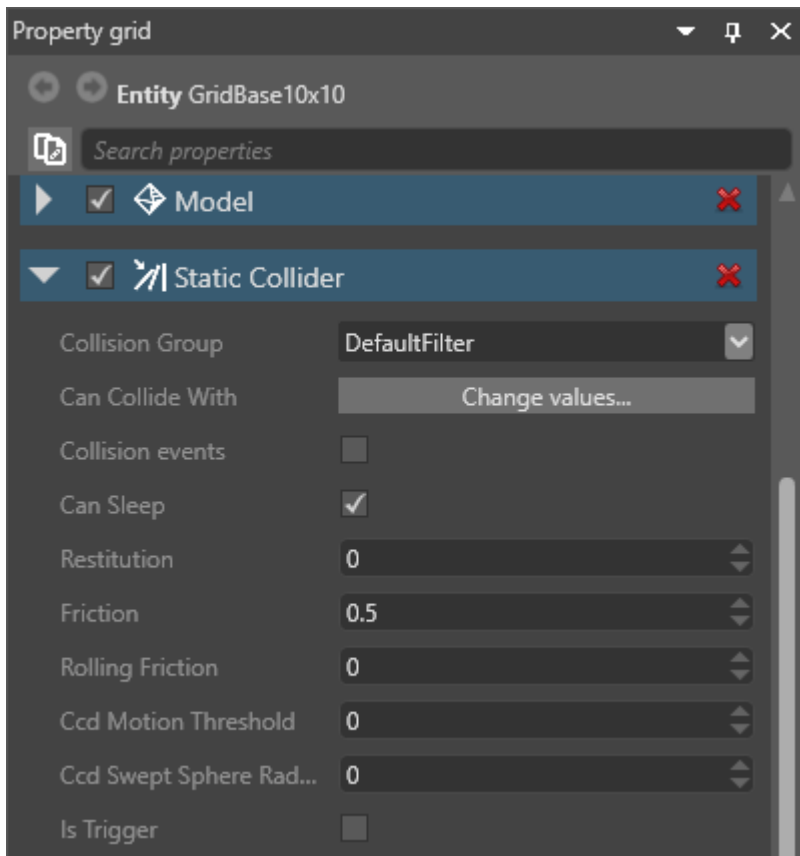 Property grid
Entity GridBase10x10
Search properties
Model
Static Collider
Collision Group DefaultFilter
Can Collide With Change values...
Collision events
Can Sleep
Restitution 0
Friction 0.5
Rolling Friction 0
Ccd Motion Threshold 0
Ccd Swept Sphere Rad... 0
Is Trigger